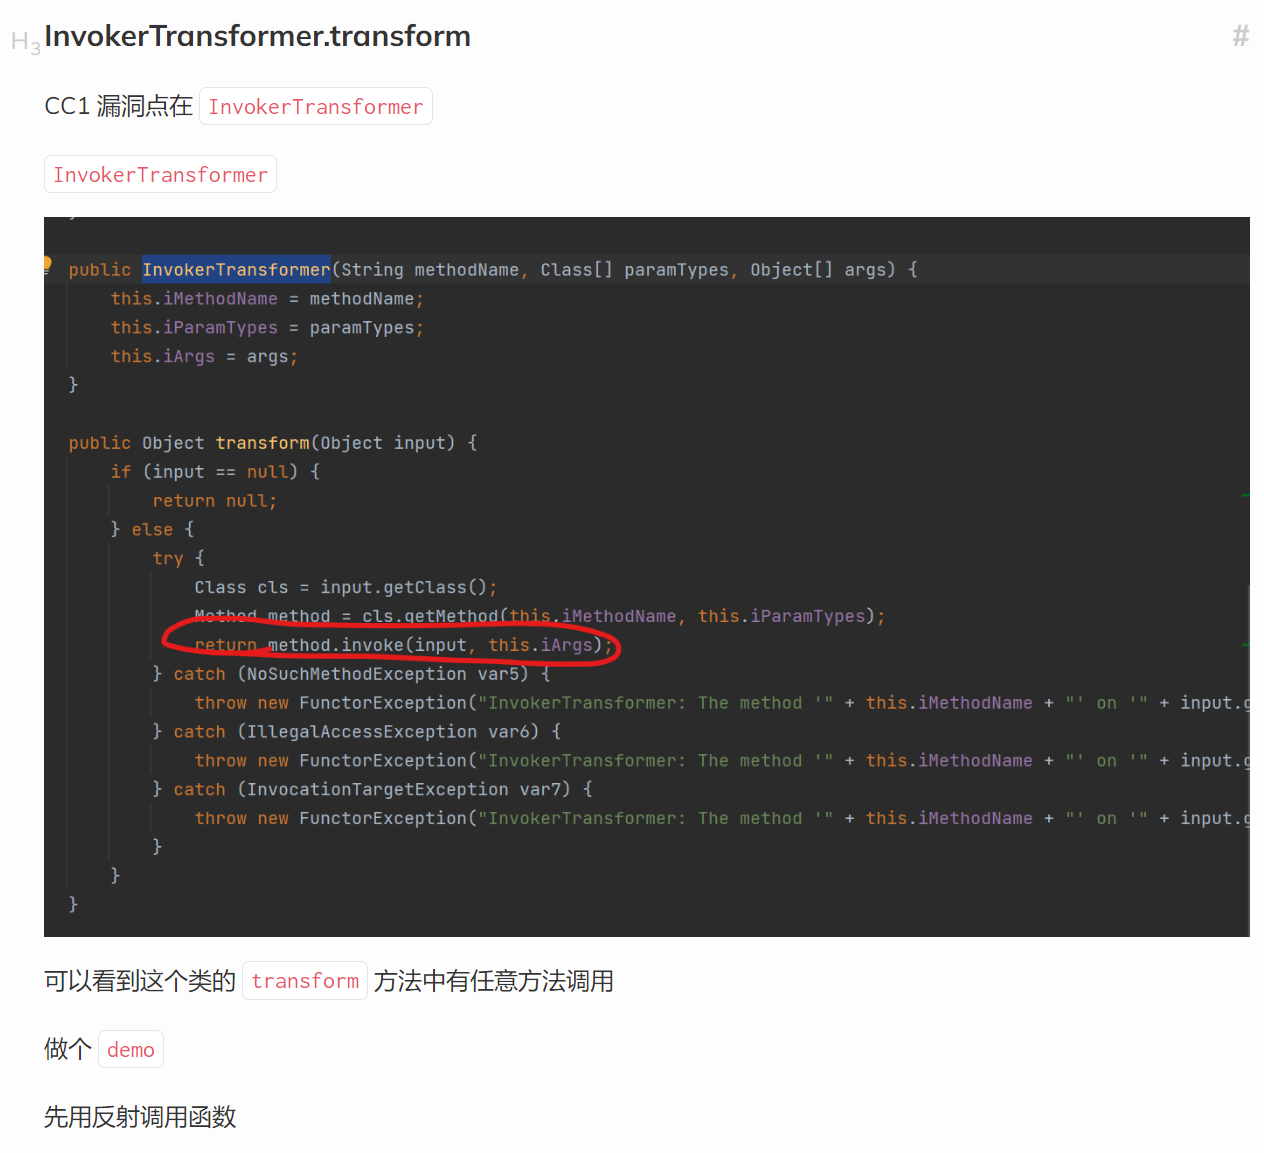 H3 InvokerTransformer.transform #
CC1 漏洞点在 InvokerTransformer
InvokerTransformer
public InvokerTransformer(String methodName, Class[] paramTypes, Object[] args) {
this.iMethodName = methodName;
this.iParamTypes = paramTypes;
this.iArgs = args;
}
public Object transform(Object input) {
if (input == null) {
return null;
} else {
try {
Class cls = input.getClass();
Method method = cls.getMethod(this.iMethodName, this.iParamTypes);
return method.invoke(input, this.iArgs);
} catch (NoSuchMethodException var5) {
throw new FunctorException("InvokerTransformer: The method '" + this.iMethodName + "' on '" + input.g
} catch (IllegalAccessException var6) {
throw new FunctorException("InvokerTransformer: The method '" + this.iMethodName + "' on '" + input.g
} catch (InvocationTargetException var7) {
throw new FunctorException("InvokerTransformer: The method '" + this.iMethodName + "' on '" + input.g
}
}
}
可以看到这个类的 transform 方法中有任意方法调用
做个 demo
先用反射调用函数